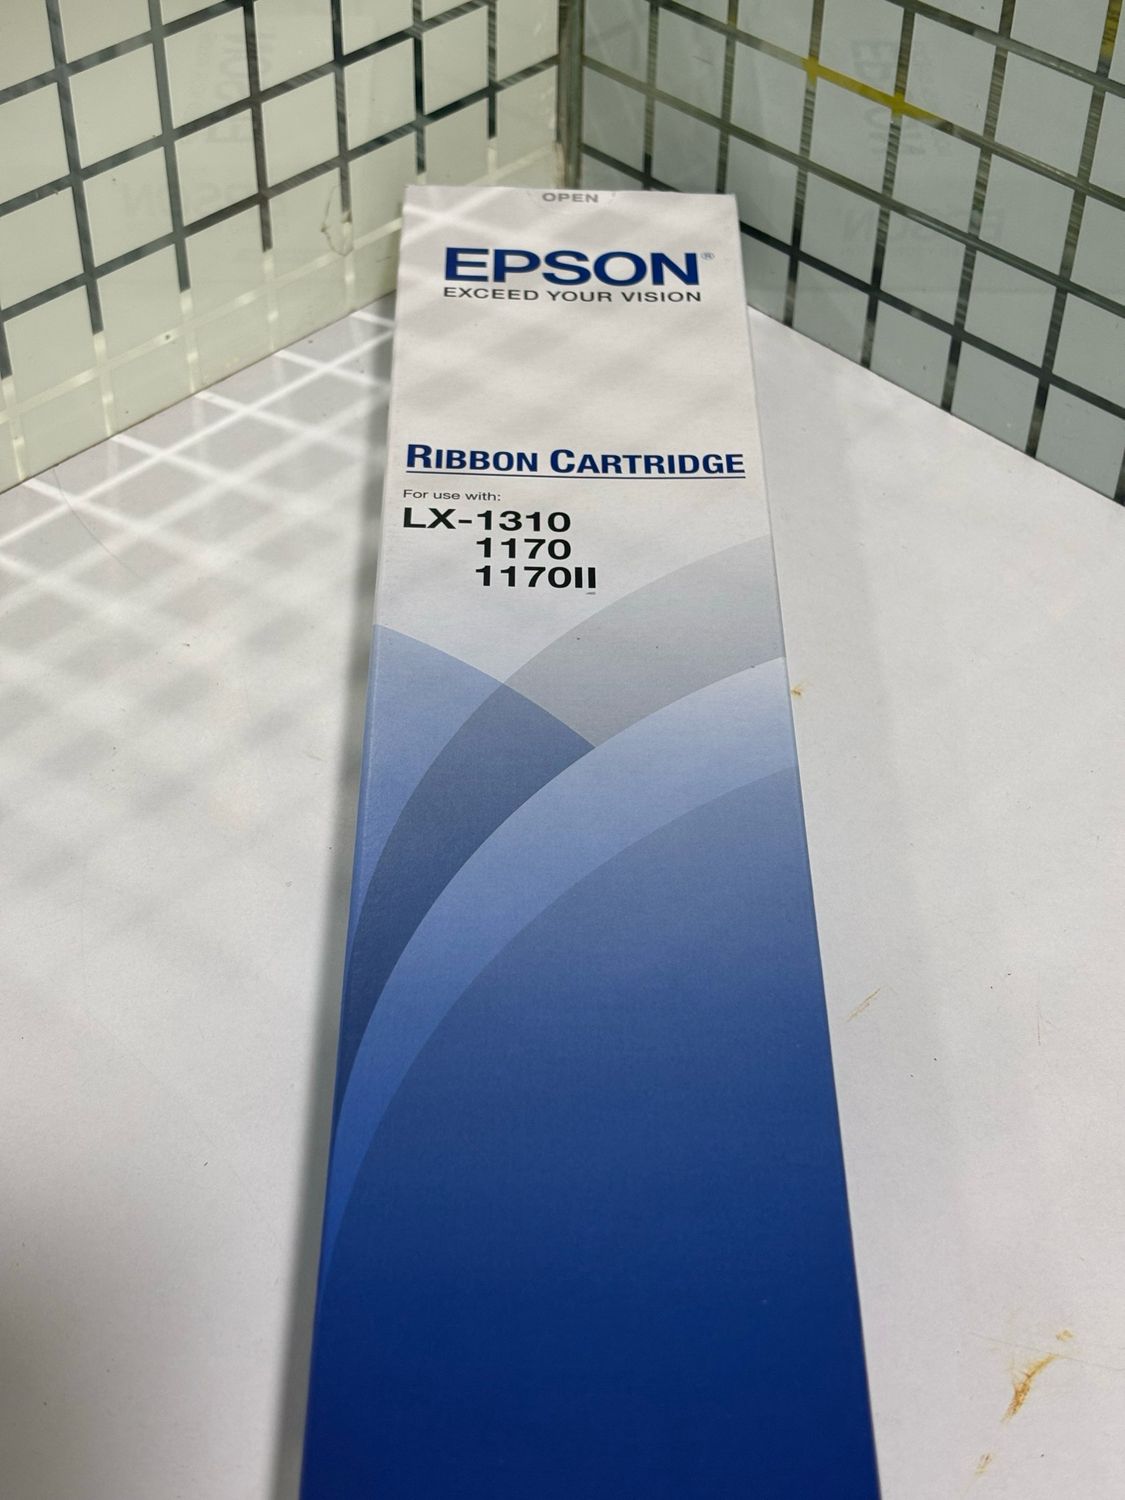 OPEN
EPSON®
EXCEED YOUR VISION
RIBBON CARTRIDGE
For use with:
LX-1310
1170
1170II